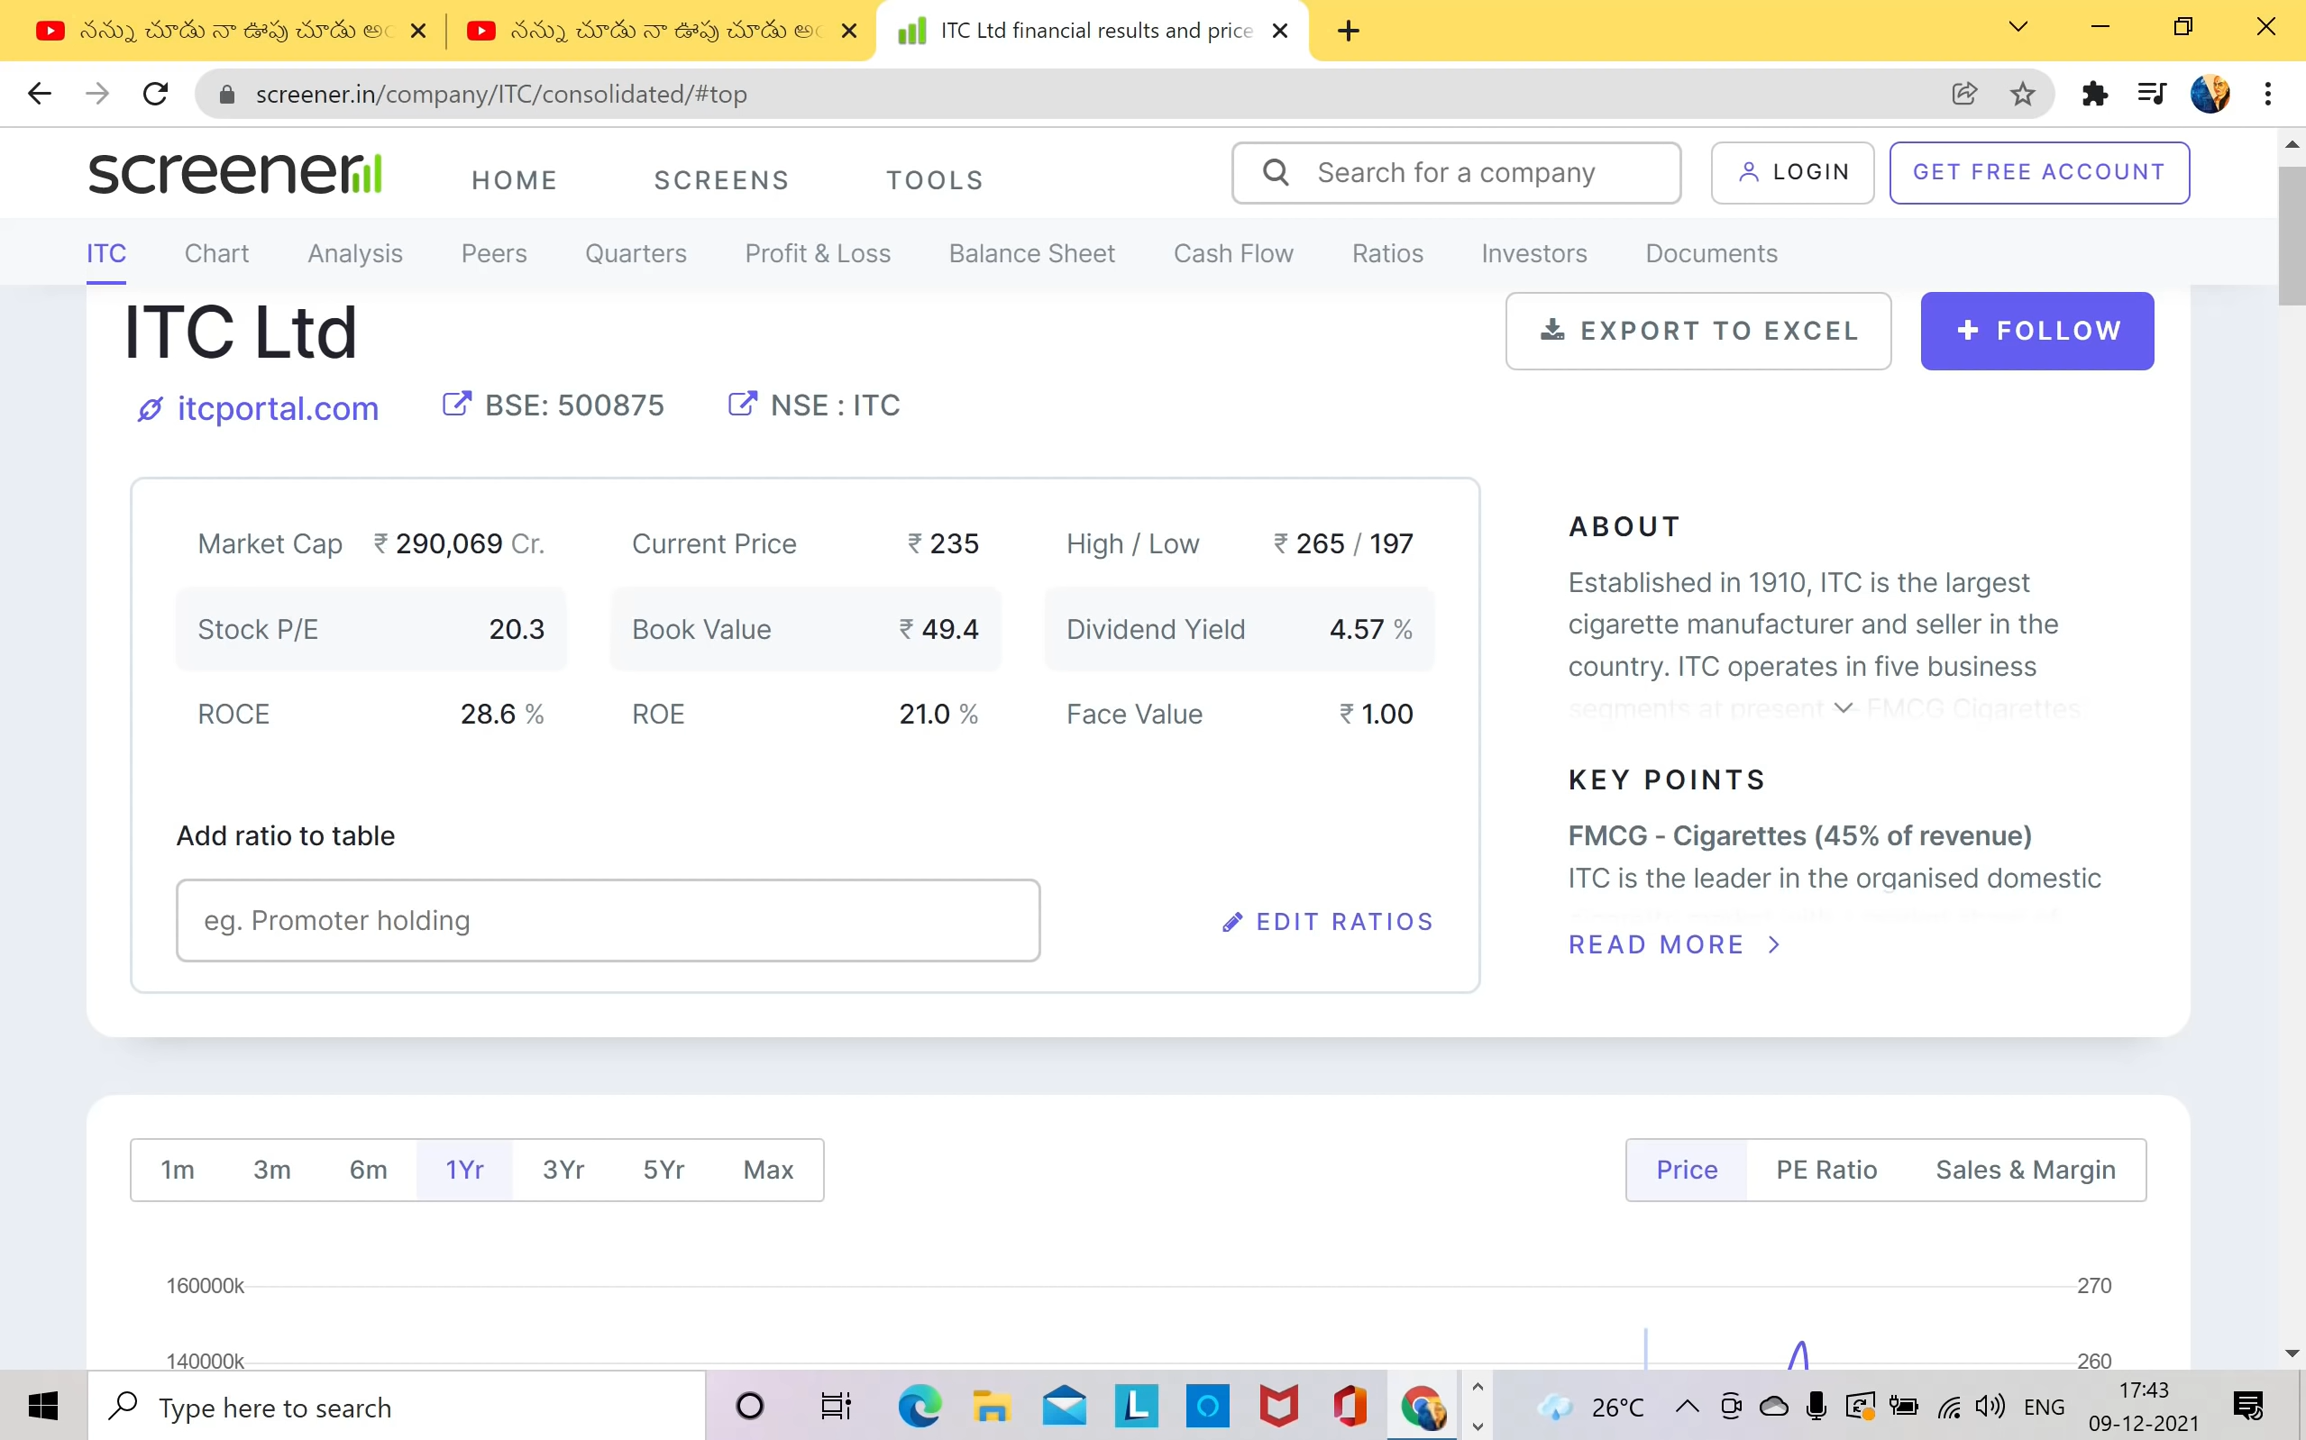 నన్ను చూడు నా ఊపు చూడు
నన్ను చూడు నా ఊపు చూడు
ITC Ltd financial results and price
screener.in/company/ITC/consolidated/#top
screener
HOME SCREENS TOOLS
Search for a company
LOGIN
GET FREE ACCOUNT
ITC Chart Analysis Peers Quarters Profit & Loss Balance Sheet Cash Flow Ratios Investors Documents
ITC Ltd
EXPORT TO EXCEL
+ FOLLOW
itcportal.com BSE: 500875 NSE : ITC
Market Cap ₹ 290,069 Cr.
Current Price ₹ 235
High / Low ₹ 265 / 197
Stock P/E 20.3
Book Value ₹ 49.4
Dividend Yield 4.57 %
ROCE 28.6 %
ROE 21.0 %
Face Value ₹ 1.00
Add ratio to table
eg. Promoter holding
EDIT RATIOS
ABOUT
Established in 1910, ITC is the largest
cigarette manufacturer and seller in the
country. ITC operates in five business
segments at present – FMCG Cigarettes
KEY POINTS
FMCG - Cigarettes (45% of revenue)
ITC is the leader in the organised domestic
READ MORE
1m 3m 6m 1Yr 3Yr 5Yr Max
Price PE Ratio Sales & Margin
160000k 270
140000k 260
Type here to search
26°C
ENG
17:43
09-12-2021